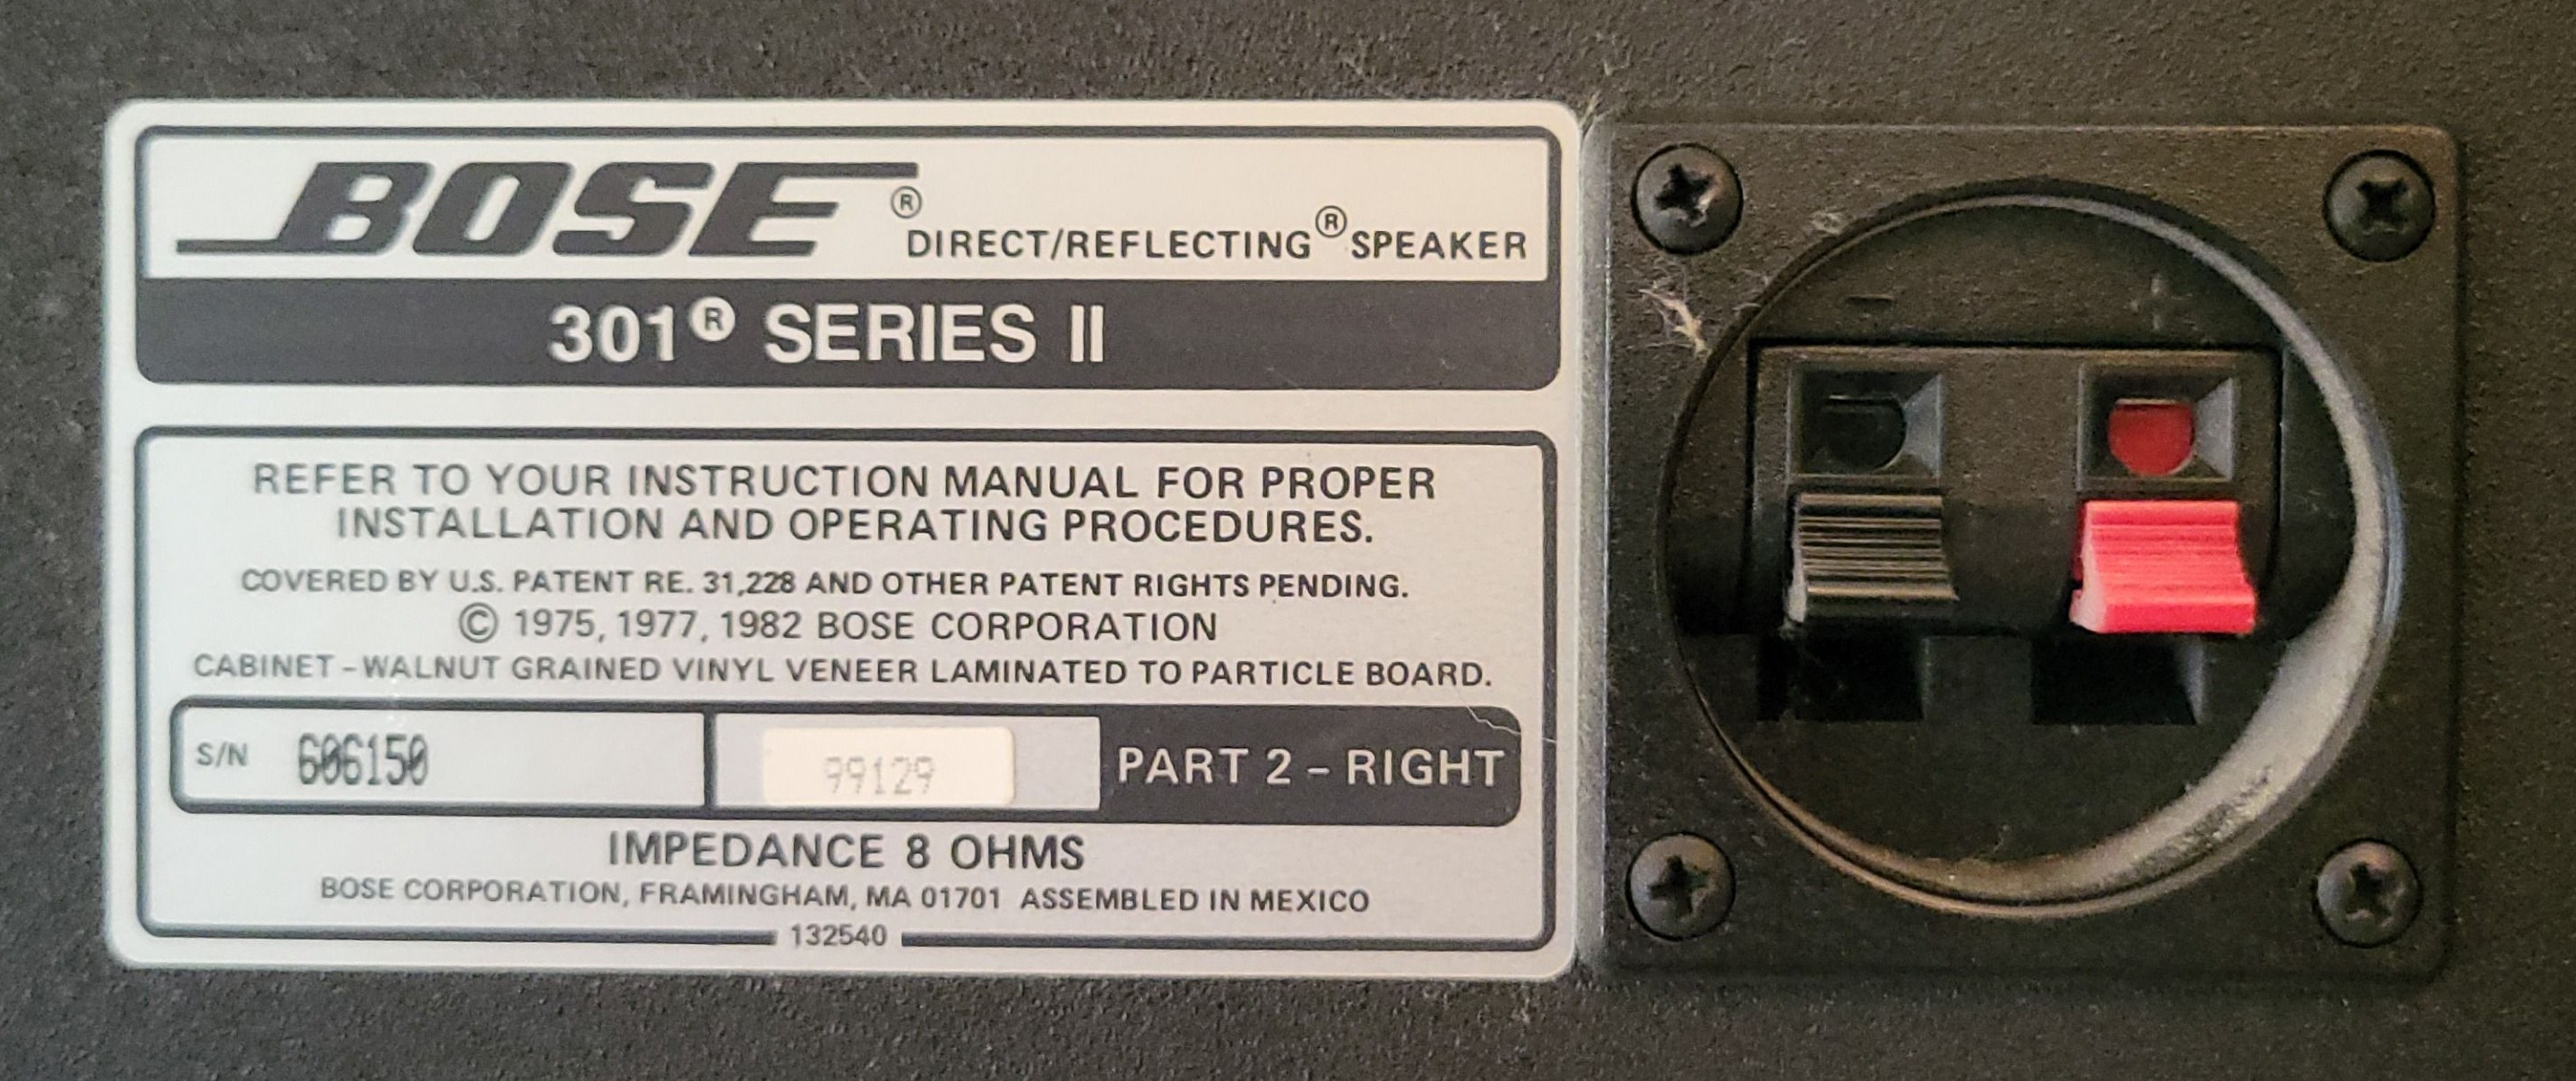 BOSE® DIRECT/REFLECTING® SPEAKER
301® SERIES II
REFER TO YOUR INSTRUCTION MANUAL FOR PROPER
INSTALLATION AND OPERATING PROCEDURES.
COVERED BY U.S. PATENT RE. 31,228 AND OTHER PATENT RIGHTS PENDING.
© 1975, 1977, 1982 BOSE CORPORATION
CABINET – WALNUT GRAINED VINYL VENEER LAMINATED TO PARTICLE BOARD.
S/N 606150 99129 PART 2 – RIGHT
IMPEDANCE 8 OHMS
BOSE CORPORATION, FRAMINGHAM, MA 01701 ASSEMBLED IN MEXICO
132540
– +